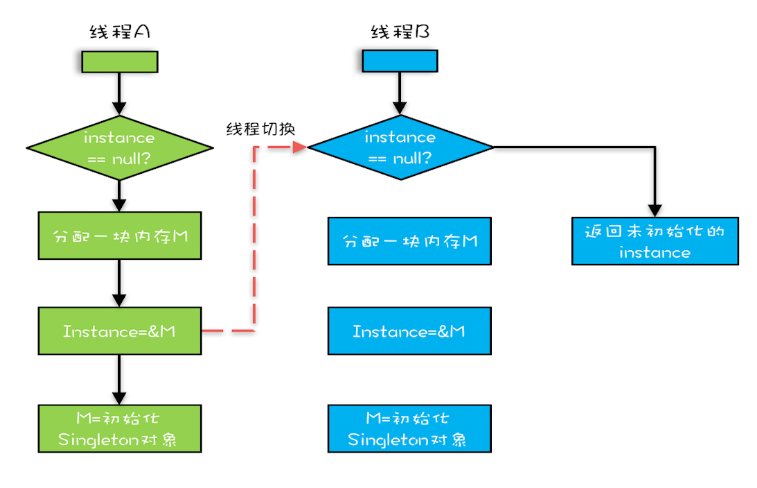 线程A
线程B
线程切换
instance
== null?
instance
== null?
分配一块内存M
分配一块内存M
返回未初始化的
instance
Instance=&M
Instance=&M
M=初始化
Singleton对象
M=初始化
Singleton对象